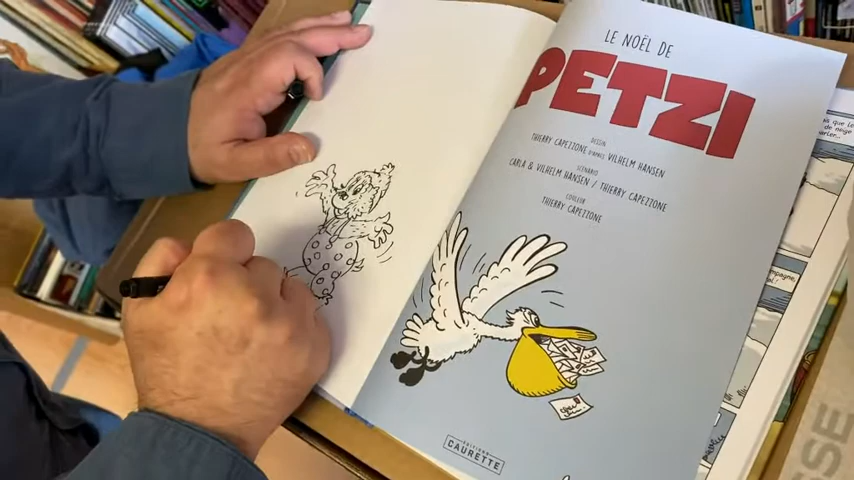 LE NOËL DE
PETZI
DESSIN
THIERRY CAPEZZONE D'APRÈS VILHELM HANSEN
SCÉNARIO
CARLA & VILHELM HANSEN / THIERRY CAPEZZONE
COULEUR
THIERRY CAPEZZONE
ÉDITIONS
CAURETTE